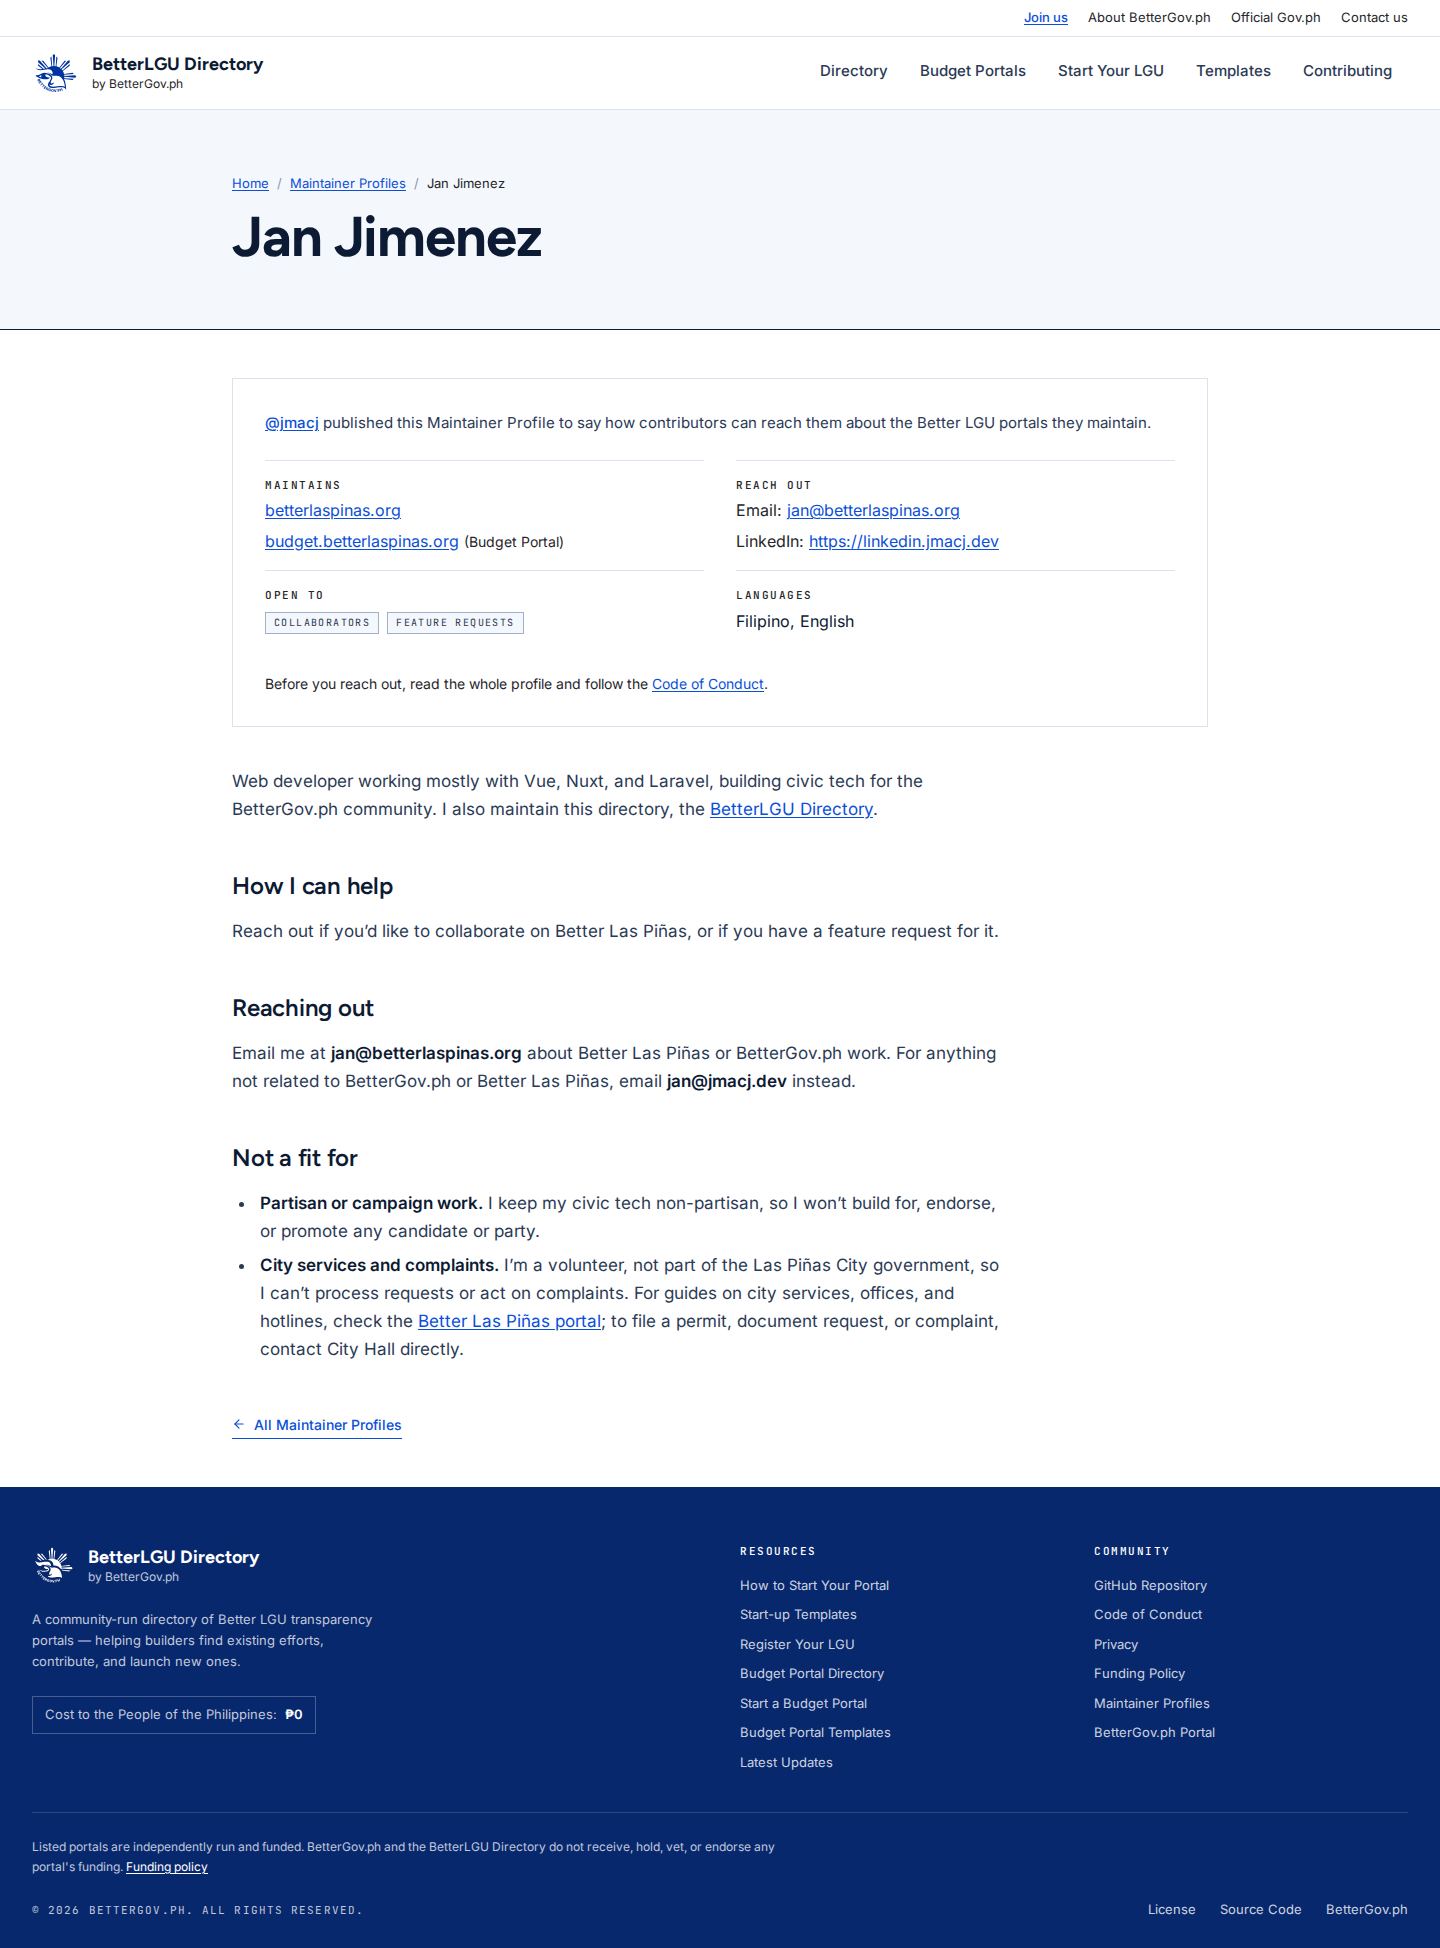 Join us About BetterGov.ph Official Gov.ph Contact us
BetterLGU Directory
by BetterGov.ph
Directory Budget Portals Start Your LGU Templates Contributing
Home / Maintainer Profiles / Jan Jimenez
Jan Jimenez
@jmacj published this Maintainer Profile to say how contributors can reach them about the Better LGU portals they maintain.
MAINTAINS
betterlaspinas.org
budget.betterlaspinas.org (Budget Portal)
REACH OUT
Email: jan@betterlaspinas.org
LinkedIn: https://linkedin.jmacj.dev
OPEN TO
COLLABORATORS FEATURE REQUESTS
LANGUAGES
Filipino, English
Before you reach out, read the whole profile and follow the Code of Conduct.
Web developer working mostly with Vue, Nuxt, and Laravel, building civic tech for the
BetterGov.ph community. I also maintain this directory, the BetterLGU Directory.
How I can help
Reach out if you’d like to collaborate on Better Las Piñas, or if you have a feature request for it.
Reaching out
Email me at jan@betterlaspinas.org about Better Las Piñas or BetterGov.ph work. For anything
not related to BetterGov.ph or Better Las Piñas, email jan@jmacj.dev instead.
Not a fit for
• Partisan or campaign work. I keep my civic tech non-partisan, so I won’t build for, endorse,
or promote any candidate or party.
• City services and complaints. I’m a volunteer, not part of the Las Piñas City government, so
I can’t process requests or act on complaints. For guides on city services, offices, and
hotlines, check the Better Las Piñas portal; to file a permit, document request, or complaint,
contact City Hall directly.
← All Maintainer Profiles
BetterLGU Directory
by BetterGov.ph
A community-run directory of Better LGU transparency
portals — helping builders find existing efforts,
contribute, and launch new ones.
Cost to the People of the Philippines: ₱0
RESOURCES
How to Start Your Portal
Start-up Templates
Register Your LGU
Budget Portal Directory
Start a Budget Portal
Budget Portal Templates
Latest Updates
COMMUNITY
GitHub Repository
Code of Conduct
Privacy
Funding Policy
Maintainer Profiles
BetterGov.ph Portal
Listed portals are independently run and funded. BetterGov.ph and the BetterLGU Directory do not receive, hold, vet, or endorse any
portal's funding. Funding policy
© 2026 BETTERGOV.PH. ALL RIGHTS RESERVED.
License Source Code BetterGov.ph